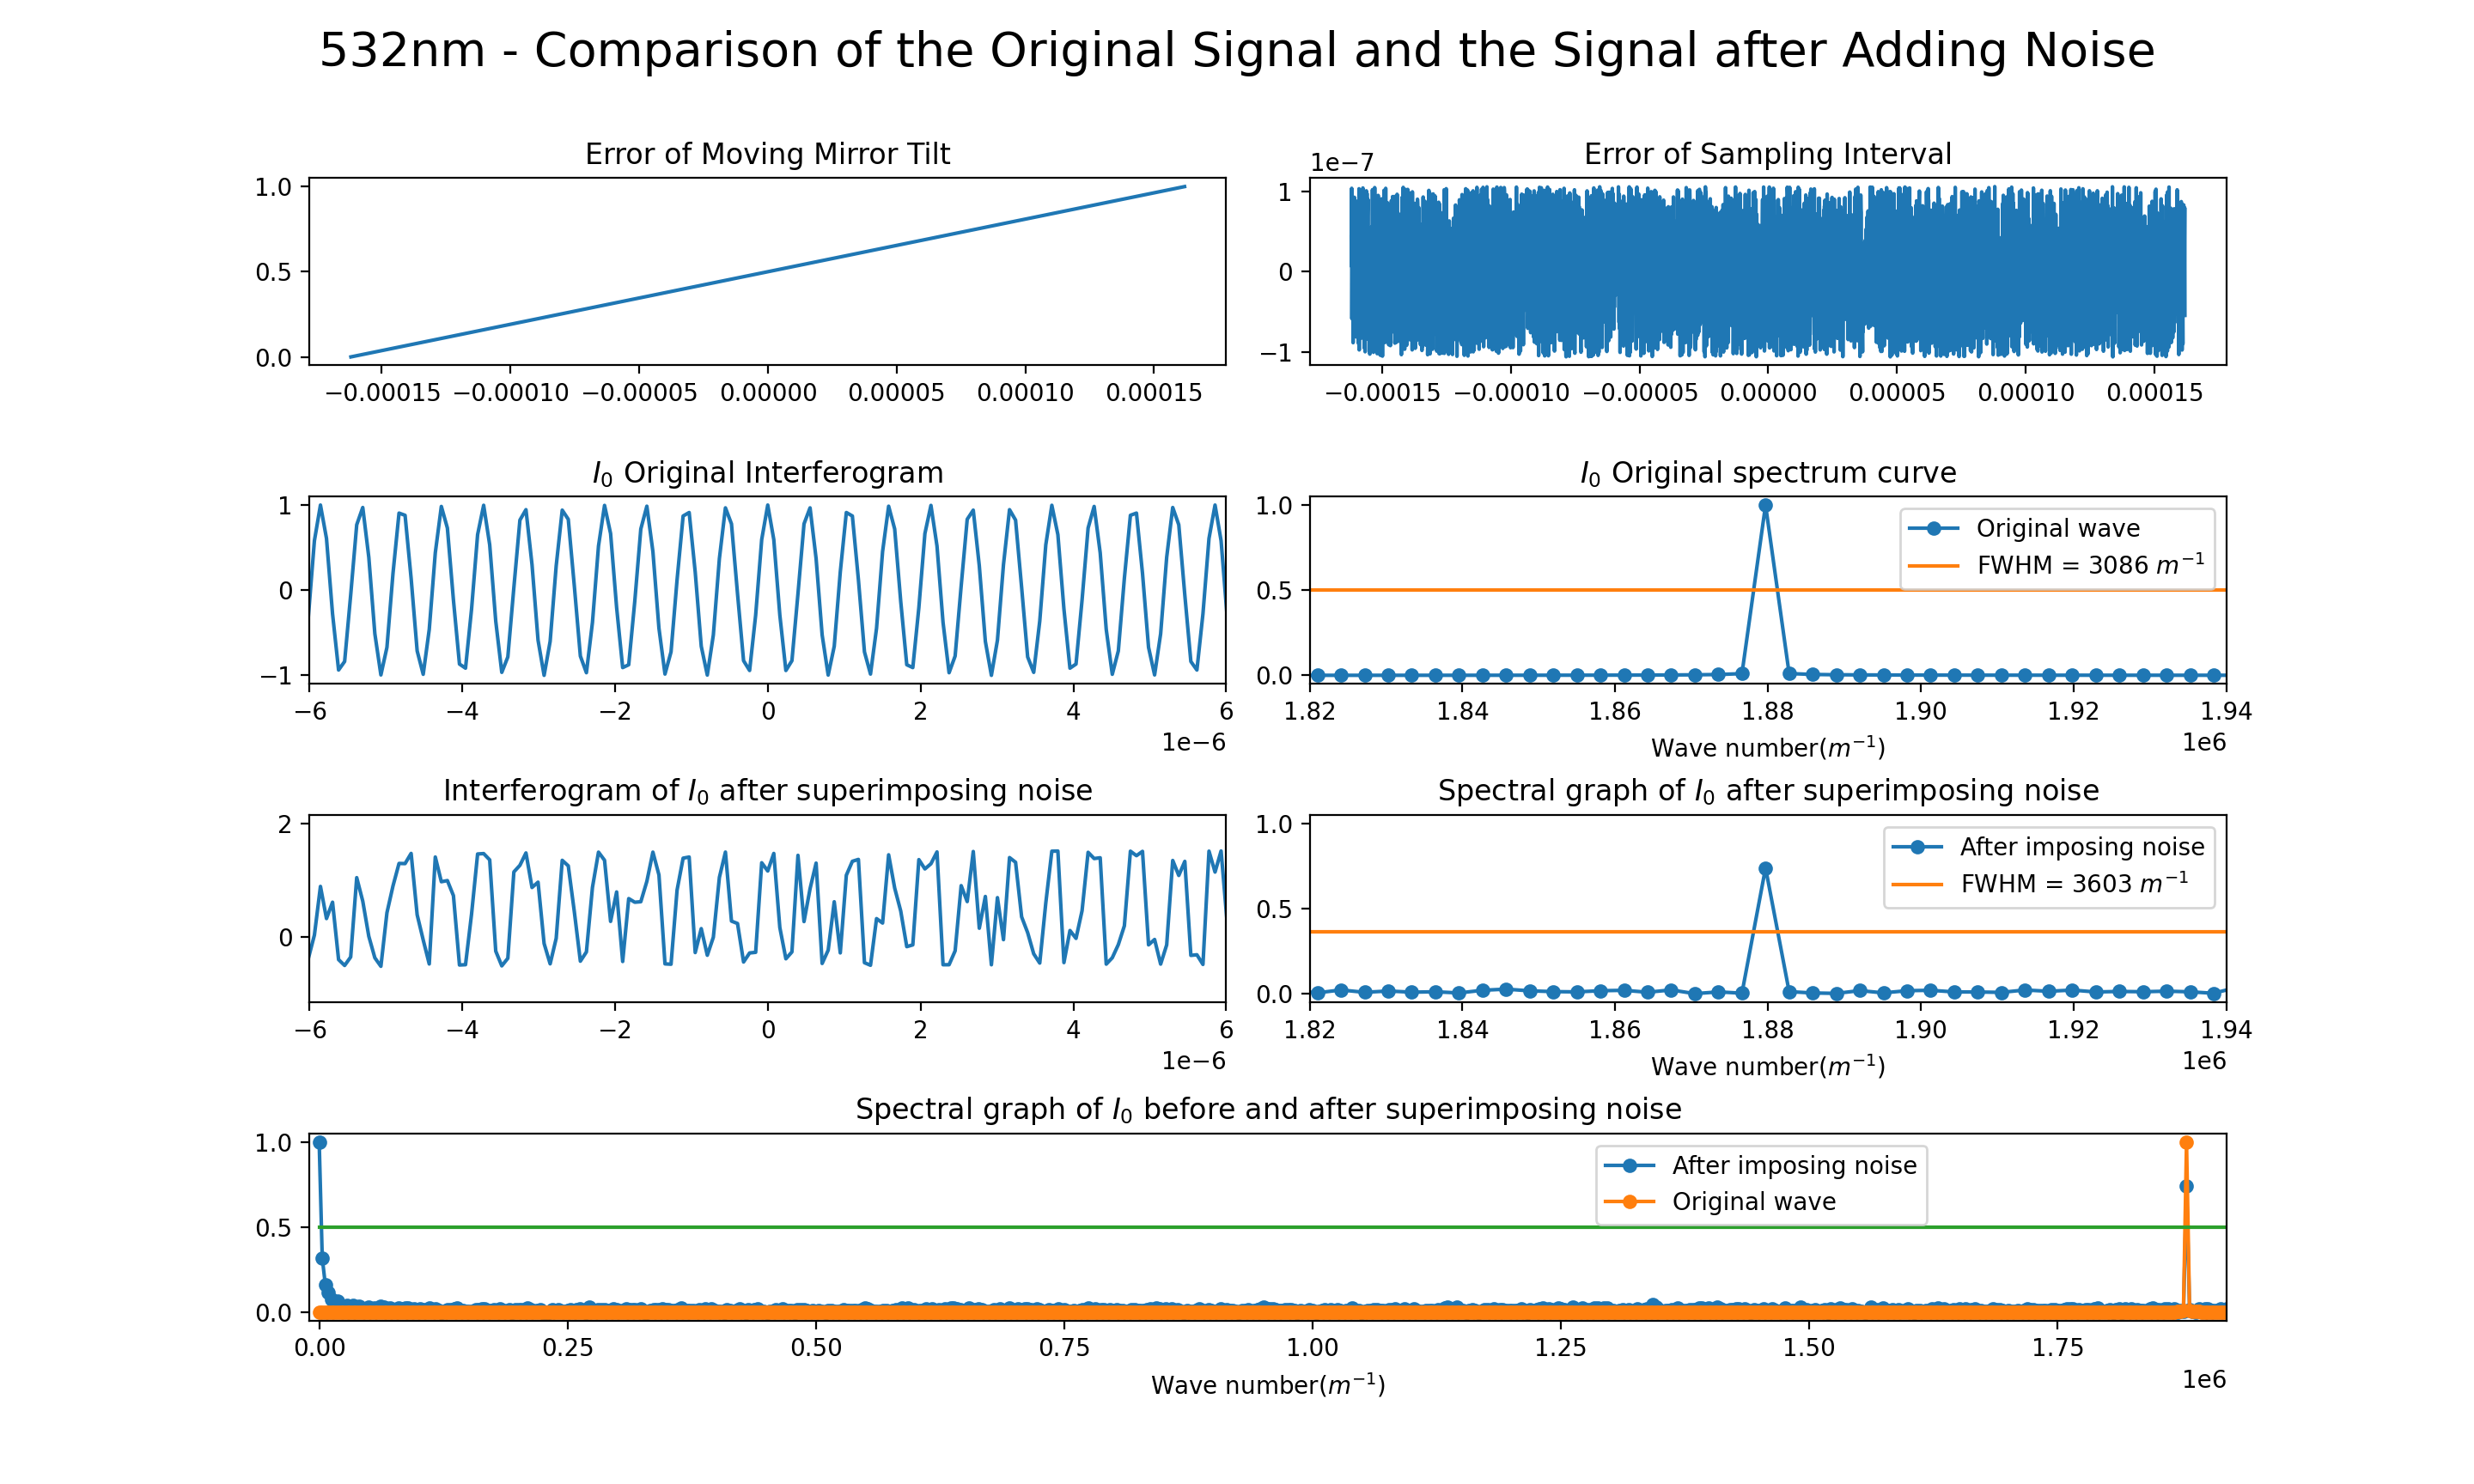 532nm - Comparison of the Original Signal and the Signal after Adding Noise
Error of Moving Mirror Tilt
1.0
0.5
0.0
−0.00015 −0.00010 −0.00005 0.00000 0.00005 0.00010 0.00015
Error of Sampling Interval
1e−7
1
0
−1
−0.00015 −0.00010 −0.00005 0.00000 0.00005 0.00010 0.00015
I₀ Original Interferogram
1
0
−1
−6 −4 −2 0 2 4 6
1e−6
I₀ Original spectrum curve
1.0
0.5
0.0
Original wave
FWHM = 3086 m⁻¹
1.82 1.84 1.86 1.88 1.90 1.92 1.94
Wave number(m⁻¹)
1e6
Interferogram of I₀ after superimposing noise
2
0
−6 −4 −2 0 2 4 6
1e−6
Spectral graph of I₀ after superimposing noise
1.0
0.5
0.0
After imposing noise
FWHM = 3603 m⁻¹
1.82 1.84 1.86 1.88 1.90 1.92 1.94
Wave number(m⁻¹)
1e6
Spectral graph of I₀ before and after superimposing noise
1.0
0.5
0.0
After imposing noise
Original wave
0.00 0.25 0.50 0.75 1.00 1.25 1.50 1.75
Wave number(m⁻¹)
1e6